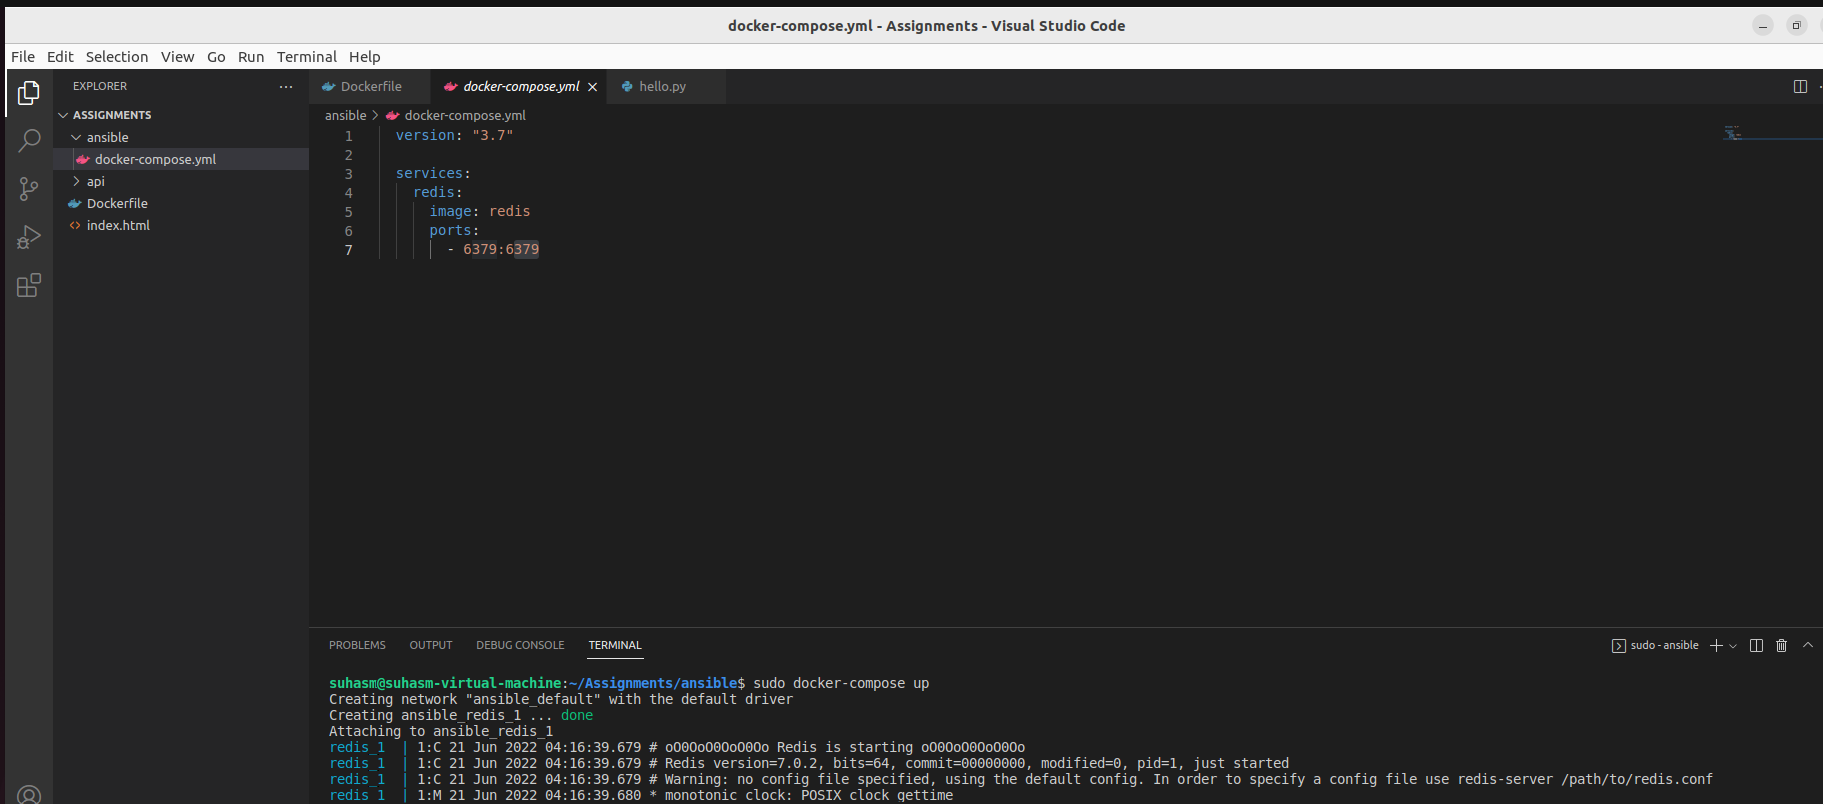 docker-compose.yml - Assignments - Visual Studio Code
File Edit Selection View Go Run Terminal Help
EXPLORER
ASSIGNMENTS
ansible
docker-compose.yml
api
Dockerfile
index.html
Dockerfile docker-compose.yml hello.py
ansible > docker-compose.yml
1 version: "3.7"
2
3 services:
4 redis:
5 image: redis
6 ports:
7 - 6379:6379
PROBLEMS OUTPUT DEBUG CONSOLE TERMINAL
sudo - ansible
suhasm@suhasm-virtual-machine:~/Assignments/ansible$ sudo docker-compose up
Creating network "ansible_default" with the default driver
Creating ansible_redis_1 ... done
Attaching to ansible_redis_1
redis_1 | 1:C 21 Jun 2022 04:16:39.679 # oO0OoO0OoO0Oo Redis is starting oO0OoO0OoO0Oo
redis_1 | 1:C 21 Jun 2022 04:16:39.679 # Redis version=7.0.2, bits=64, commit=00000000, modified=0, pid=1, just started
redis_1 | 1:C 21 Jun 2022 04:16:39.679 # Warning: no config file specified, using the default config. In order to specify a config file use redis-server /path/to/redis.conf
redis_1 | 1:M 21 Jun 2022 04:16:39.680 * monotonic clock: POSIX clock_gettime